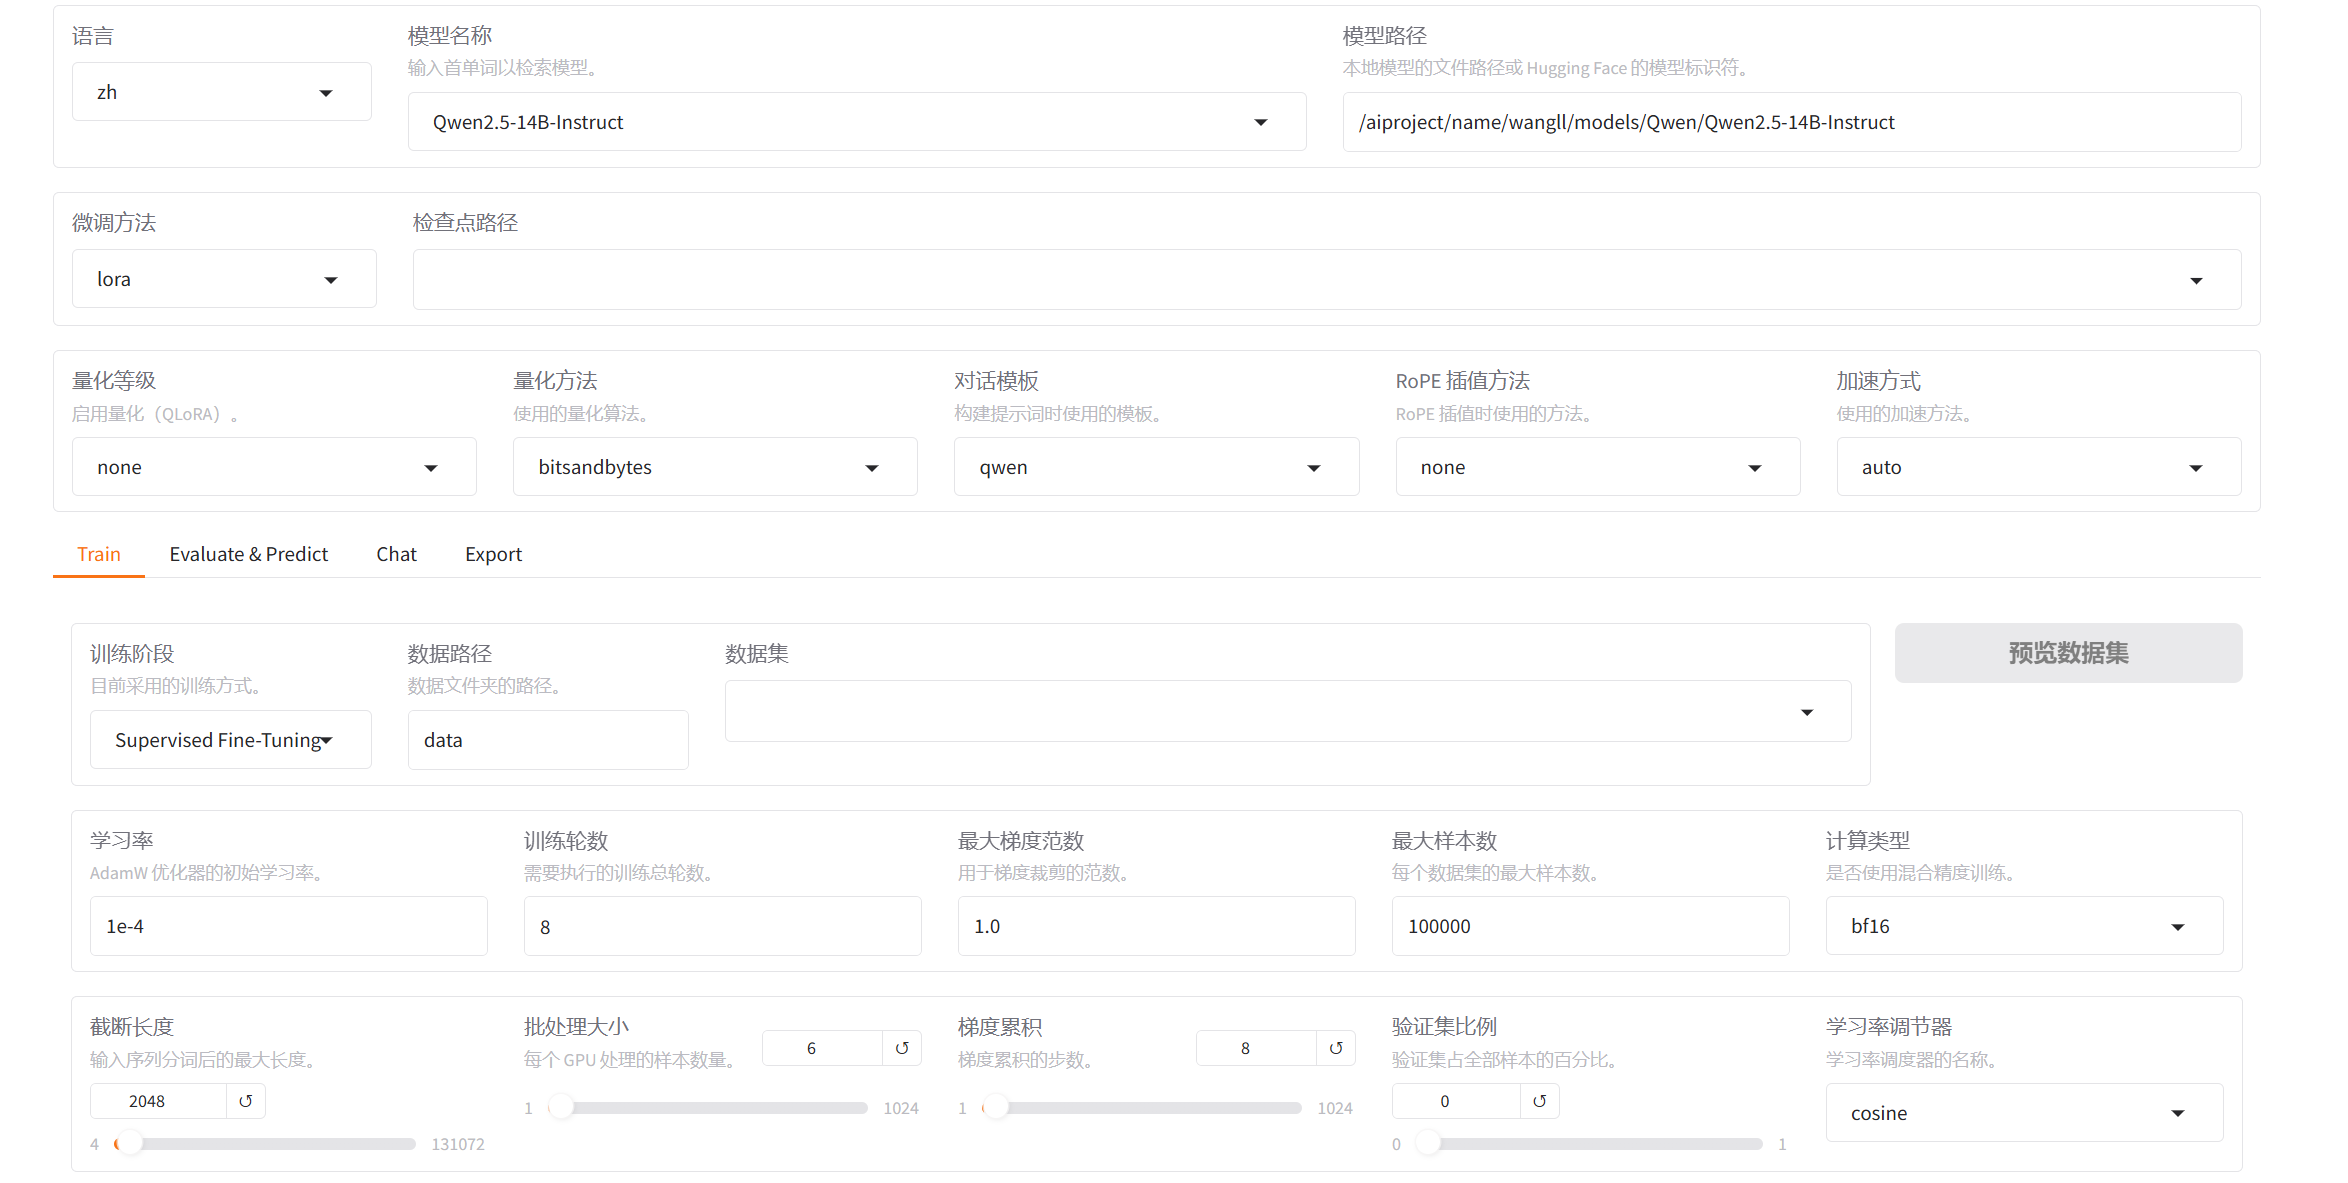 语言
zh
模型名称
输入首单词以检索模型。
Qwen2.5-14B-Instruct
模型路径
本地模型的文件路径或 Hugging Face 的模型标识符。
/aiproject/name/wangll/models/Qwen/Qwen2.5-14B-Instruct
微调方法
lora
检查点路径
量化等级
启用量化（QLoRA）。
none
量化方法
使用的量化算法。
bitsandbytes
对话模板
构建提示词时使用的模板。
qwen
RoPE 插值方法
RoPE 插值时使用的方法。
none
加速方式
使用的加速方法。
auto
Train
Evaluate & Predict
Chat
Export
训练阶段
目前采用的训练方式。
Supervised Fine-Tuning
数据路径
数据文件夹的路径。
data
数据集
预览数据集
学习率
AdamW 优化器的初始学习率。
1e-4
训练轮数
需要执行的训练总轮数。
8
最大梯度范数
用于梯度裁剪的范数。
1.0
最大样本数
每个数据集的最大样本数。
100000
计算类型
是否使用混合精度训练。
bf16
截断长度
输入序列分词后的最大长度。
2048
4
131072
批处理大小
每个 GPU 处理的样本数量。
6
1
1024
梯度累积
梯度累积的步数。
8
1
1024
验证集比例
验证集占全部样本的百分比。
0
0
1
学习率调节器
学习率调度器的名称。
cosine